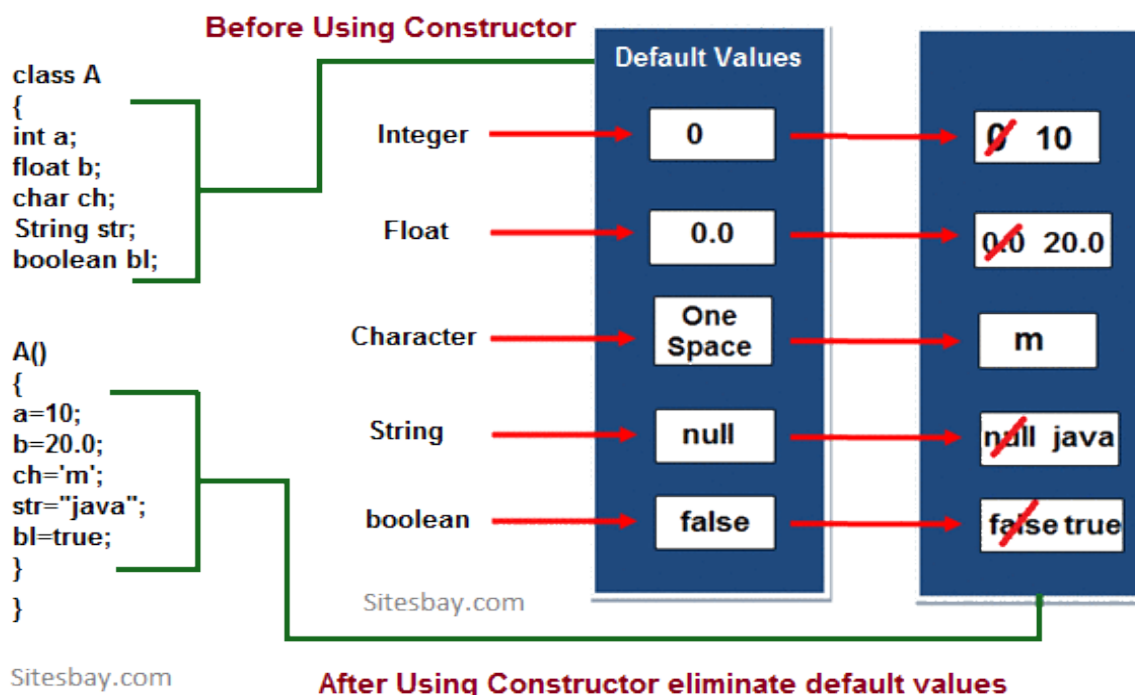 Before Using Constructor
class A
{
int a;
float b;
char ch;
String str;
boolean bl;
A()
{
a=10;
b=20.0;
ch='m';
str="java";
bl=true;
}
}
Default Values
Integer
0
0 10
Float
0.0
0.0 20.0
Character
One
Space
m
String
null
null java
boolean
false
false true
Sitesbay.com
Sitesbay.com
After Using Constructor eliminate default values